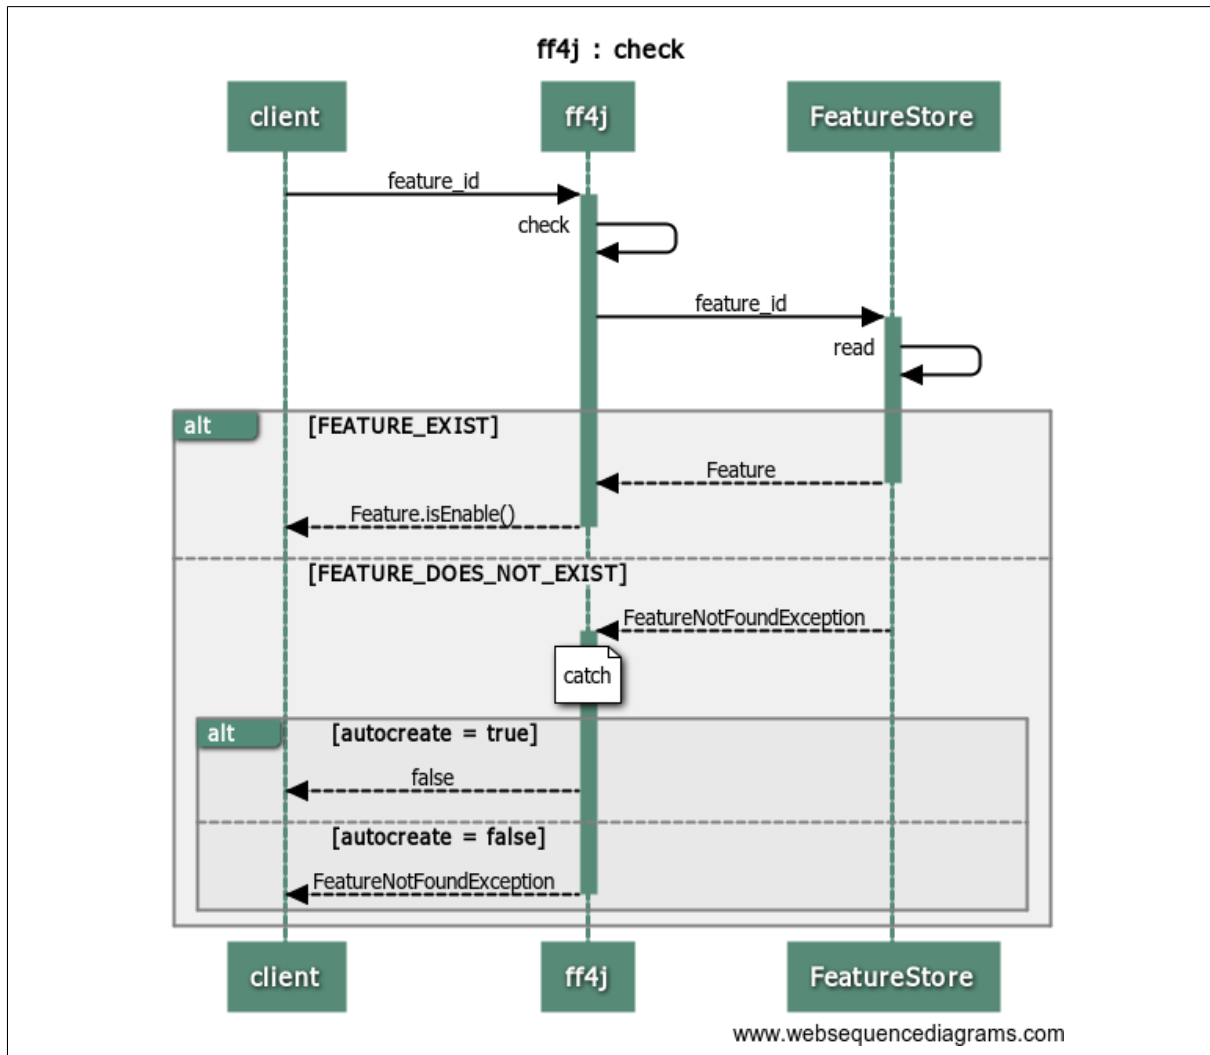 ff4j : check
client
ff4j
FeatureStore
feature_id
check
feature_id
read
alt
[FEATURE_EXIST]
Feature
Feature.isEnable()
[FEATURE_DOES_NOT_EXIST]
FeatureNotFoundException
catch
alt
[autocreate = true]
false
[autocreate = false]
FeatureNotFoundException
client
ff4j
FeatureStore
www.websequencediagrams.com